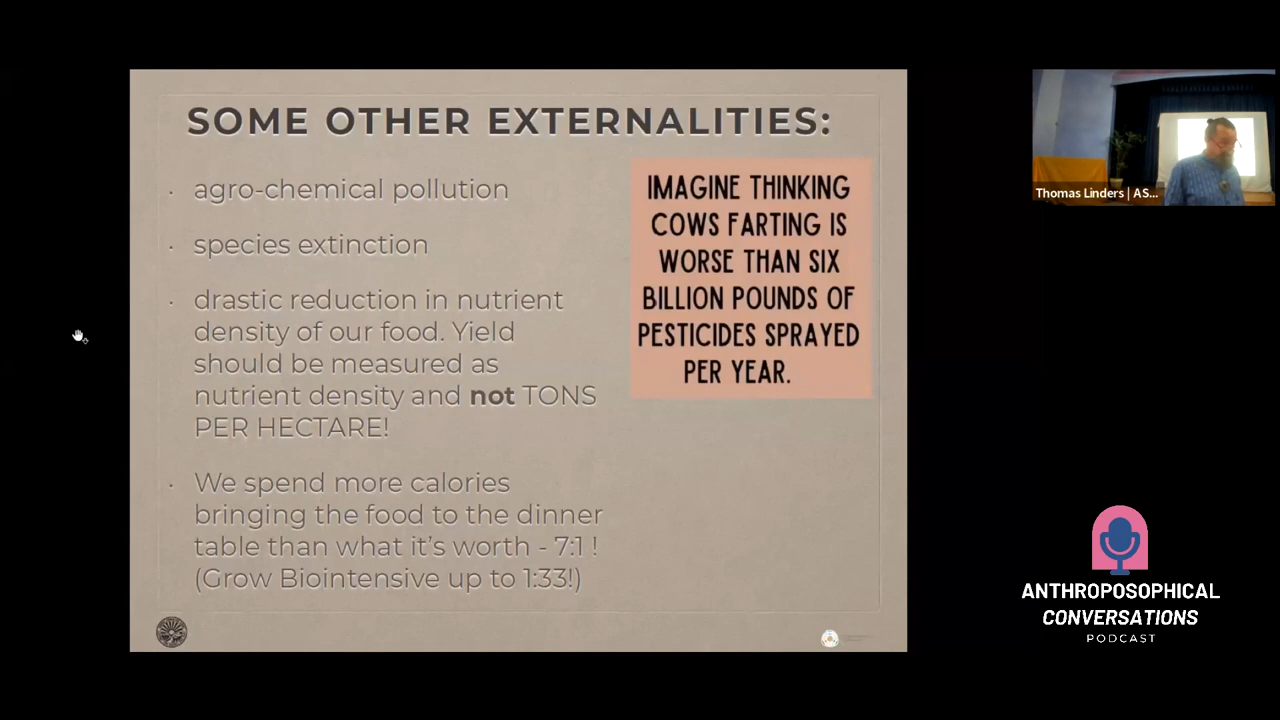 SOME OTHER EXTERNALITIES:
agro-chemical pollution
species extinction
drastic reduction in nutrient
density of our food. Yield
should be measured as
nutrient density and not TONS
PER HECTARE!
We spend more calories
bringing the food to the dinner
table than what it's worth - 7:1 !
(Grow Biointensive up to 1:33!)
IMAGINE THINKING
COWS FARTING IS
WORSE THAN SIX
BILLION POUNDS OF
PESTICIDES SPRAYED
PER YEAR.
Thomas Linders | AS...
ANTHROPOSOPHICAL
CONVERSATIONS
PODCAST